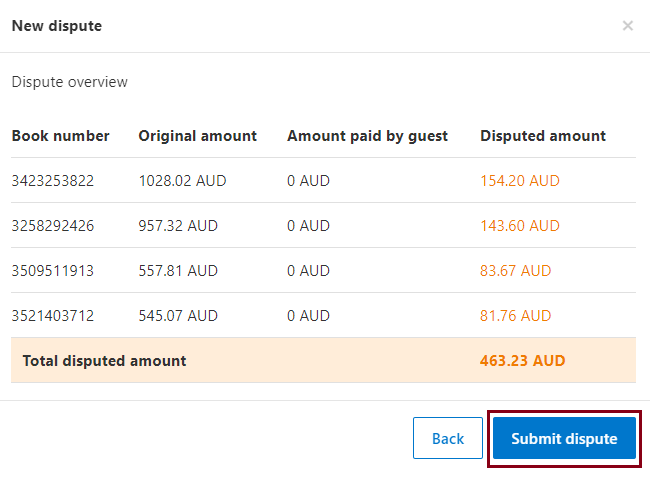 New dispute ×
Dispute overview
Book number Original amount Amount paid by guest Disputed amount
3423253822 1028.02 AUD 0 AUD 154.20 AUD
3258292426 957.32 AUD 0 AUD 143.60 AUD
3509511913 557.81 AUD 0 AUD 83.67 AUD
3521403712 545.07 AUD 0 AUD 81.76 AUD
Total disputed amount 463.23 AUD
Back Submit dispute